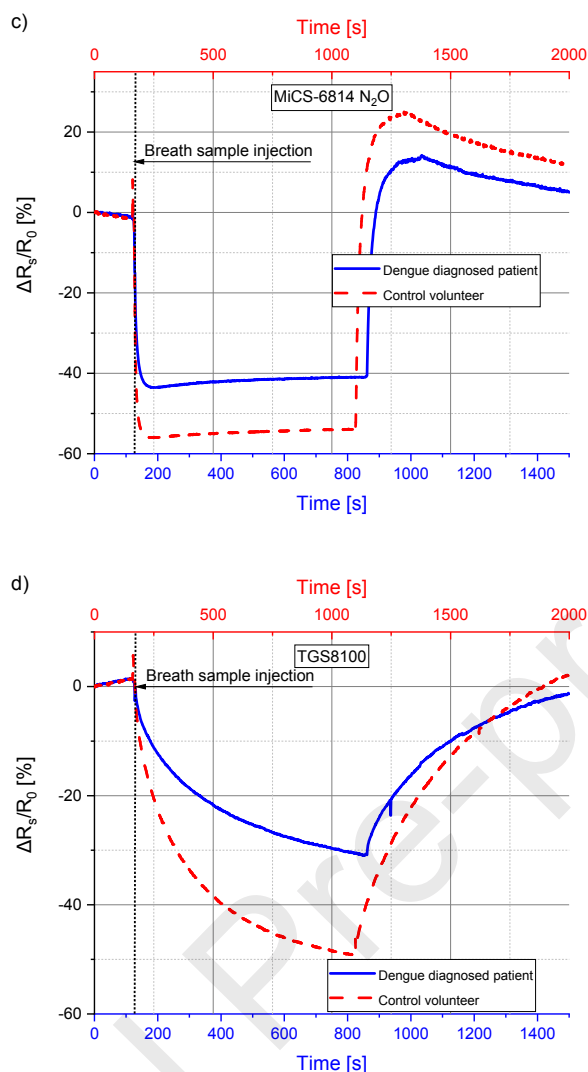 c)
Time [s]
0 500 1000 1500 2000
MiCS-6814 N₂O
Breath sample injection
20
0
-20
-40
-60
ΔRₛ/R₀ [%]
Dengue diagnosed patient
Control volunteer
0 200 400 600 800 1000 1200 1400
Time [s]
d)
Time [s]
0 500 1000 1500 2000
TGS8100
Breath sample injection
0
-20
-40
-60
ΔRₛ/R₀ [%]
Dengue diagnosed patient
Control volunteer
0 200 400 600 800 1000 1200 1400
Time [s]
Pre-p